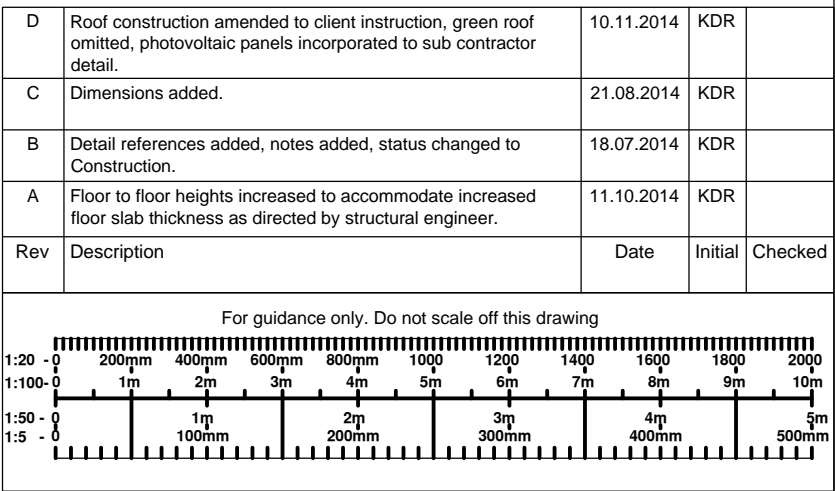 D Roof construction amended to client instruction, green roof 10.11.2014 KDR
omitted, photovoltaic panels incorporated to sub contractor
detail.
C Dimensions added. 21.08.2014 KDR
B Detail references added, notes added, status changed to 18.07.2014 KDR
Construction.
A Floor to floor heights increased to accommodate increased 11.10.2014 KDR
floor slab thickness as directed by structural engineer.
Rev Description Date Initial Checked
For guidance only. Do not scale off this drawing
1:20 - 0 200mm 400mm 600mm 800mm 1000 1200 1400 1600 1800 2000
1:100- 0 1m 2m 3m 4m 5m 6m 7m 8m 9m 10m
1:50 - 0 1m 2m 3m 4m 5m
1:5 - 0 100mm 200mm 300mm 400mm 500mm